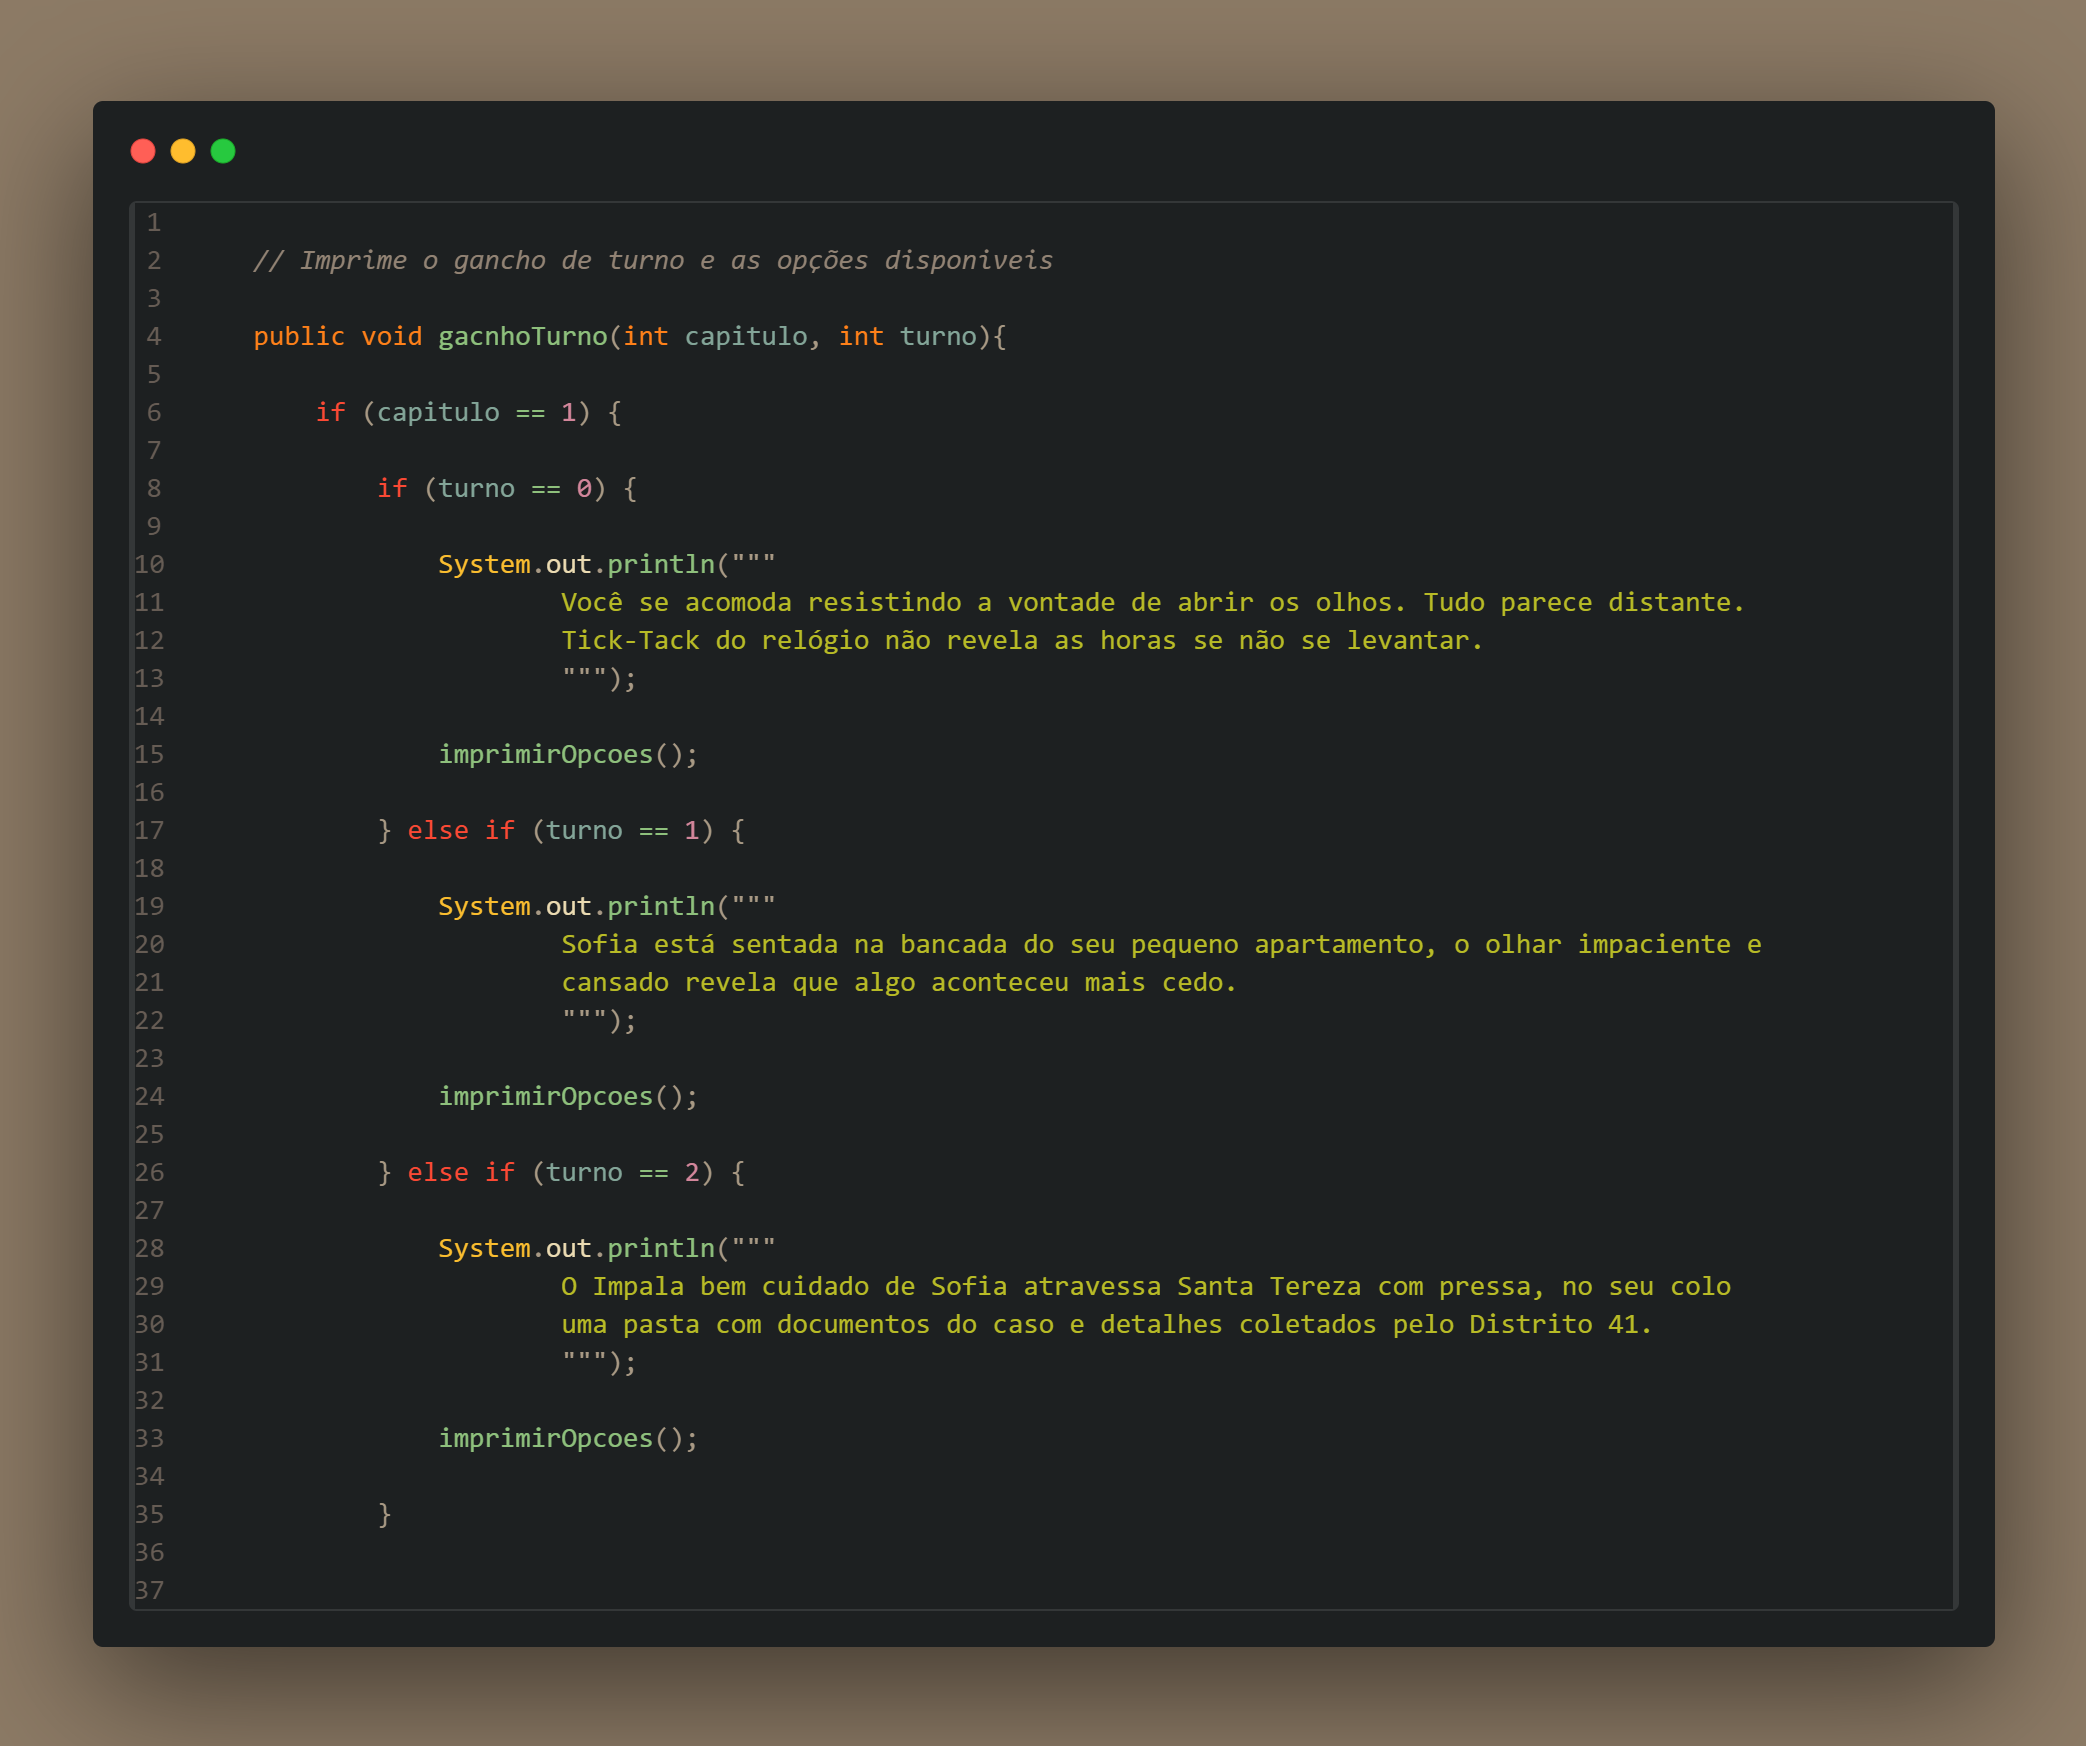 1
2 // Imprime o gancho de turno e as opções disponiveis
3
4 public void gacnhoTurno(int capitulo, int turno){
5
6 if (capitulo == 1) {
7
8 if (turno == 0) {
9
10 System.out.println("""
11 Você se acomoda resistindo a vontade de abrir os olhos. Tudo parece distante.
12 Tick-Tack do relógio não revela as horas se não se levantar.
13 """);
14
15 imprimirOpcoes();
16
17 } else if (turno == 1) {
18
19 System.out.println("""
20 Sofia está sentada na bancada do seu pequeno apartamento, o olhar impaciente e
21 cansado revela que algo aconteceu mais cedo.
22 """);
23
24 imprimirOpcoes();
25
26 } else if (turno == 2) {
27
28 System.out.println("""
29 O Impala bem cuidado de Sofia atravessa Santa Tereza com pressa, no seu colo
30 uma pasta com documentos do caso e detalhes coletados pelo Distrito 41.
31 """);
32
33 imprimirOpcoes();
34
35 }
36
37